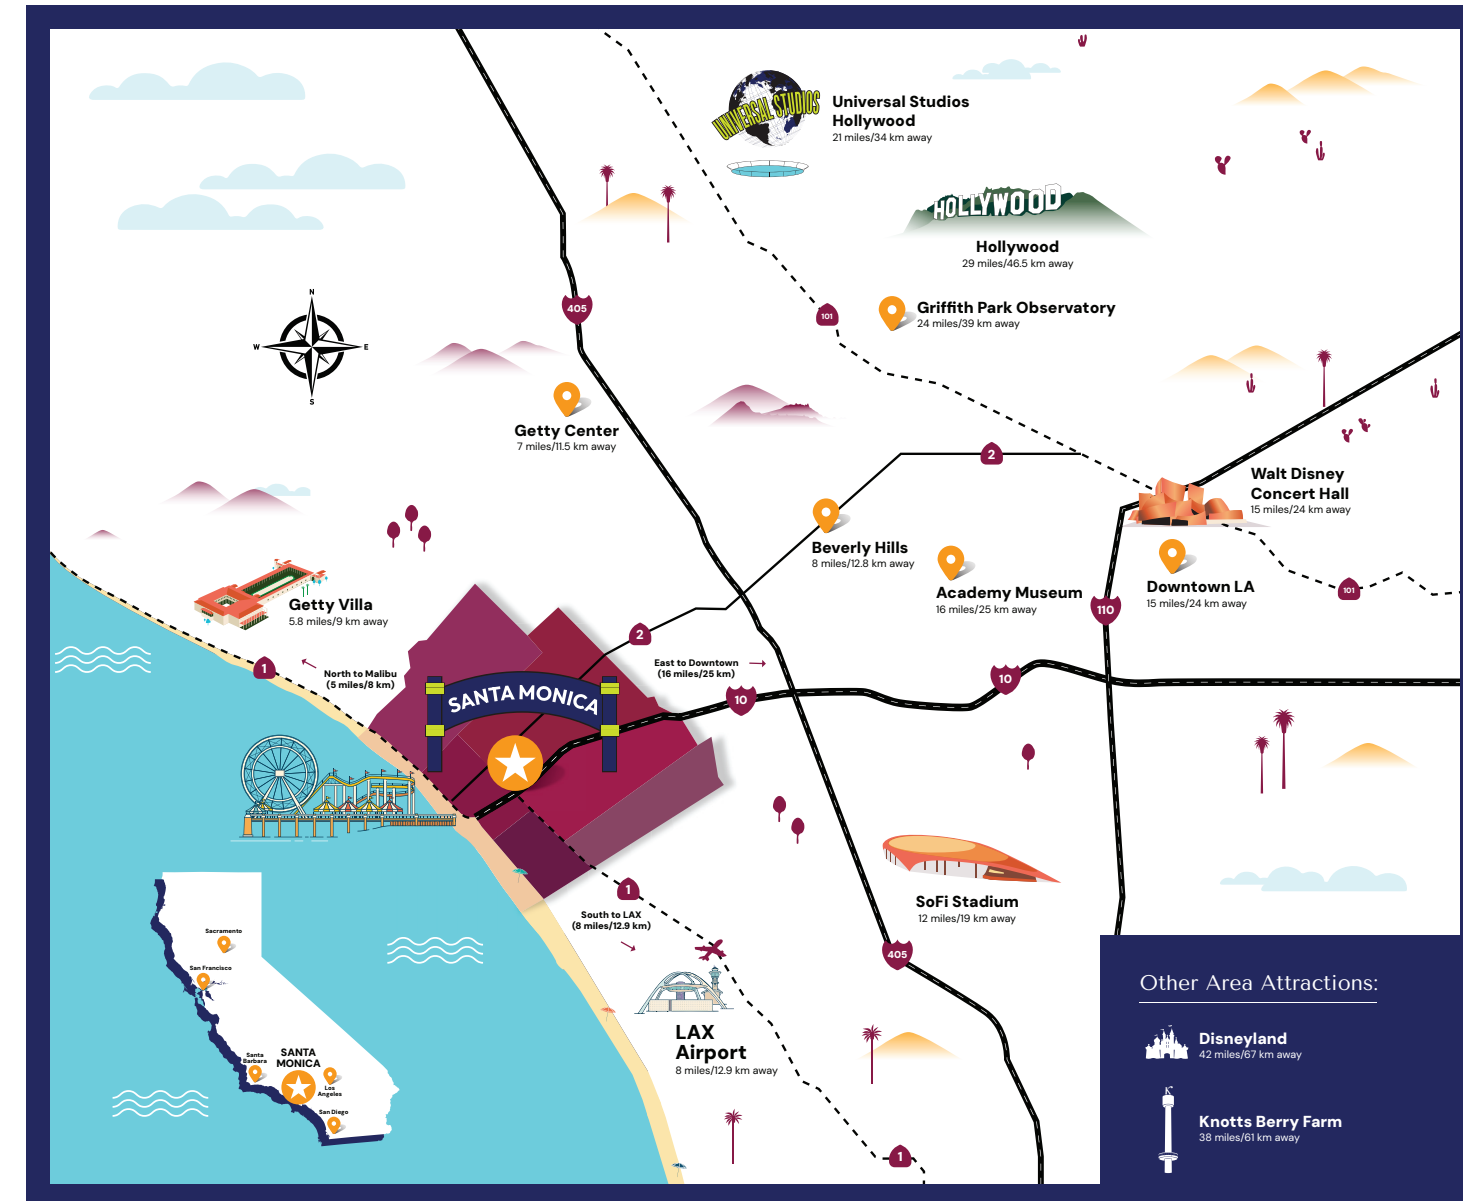 UNIVERSAL STUDIOS
Universal Studios
Hollywood
21 miles/34 km away
HOLLYWOOD
Hollywood
29 miles/46.5 km away
N
W
E
S
405
101
Griffith Park Observatory
24 miles/39 km away
Getty Center
7 miles/11.5 km away
2
Walt Disney
Concert Hall
15 miles/24 km away
Beverly Hills
8 miles/12.8 km away
Academy Museum
16 miles/25 km away
Downtown LA
15 miles/24 km away
101
110
Getty Villa
5.8 miles/9 km away
1
North to Malibu
(5 miles/8 km)
2
East to Downtown
(16 miles/25 km)
10
10
SANTA MONICA
1
South to LAX
(8 miles/12.9 km)
SoFi Stadium
12 miles/19 km away
405
LAX
Airport
8 miles/12.9 km away
1
Sacramento
San Francisco
Santa
Barbara
SANTA
MONICA
Los
Angeles
San Diego
Other Area Attractions:
Disneyland
42 miles/67 km away
Knotts Berry Farm
38 miles/61 km away